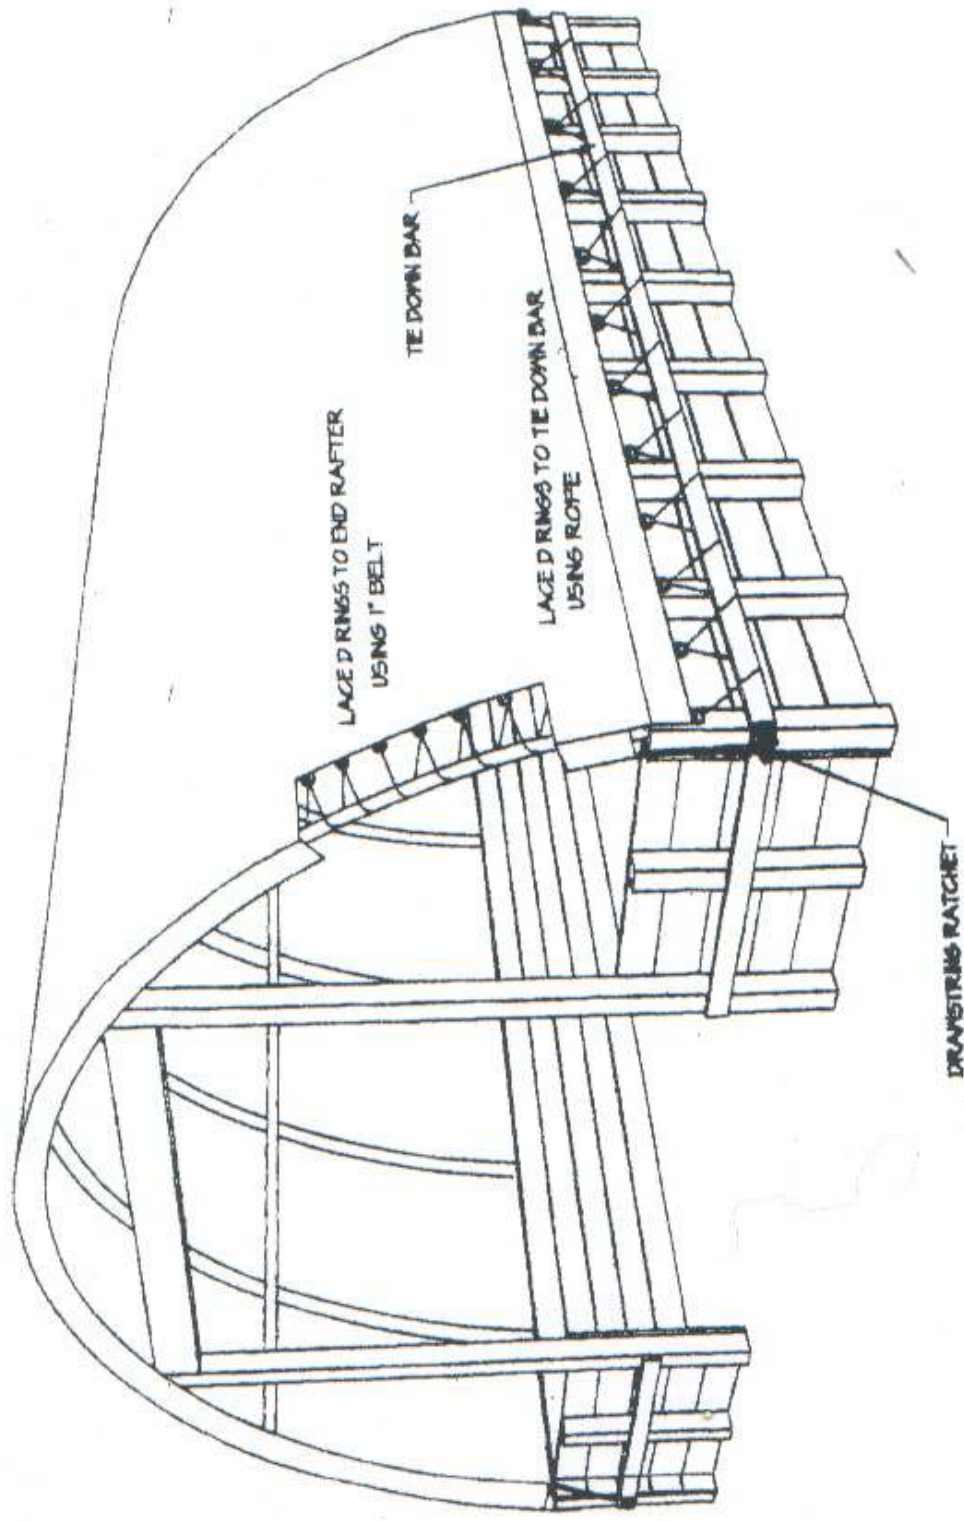 TIE DOWN BAR
LACE D RINGS TO END RAFTER
USING 1" BELT
LACE D RINGS TO TIE DOWN BAR
USING ROPE
DRAWSTRING RATCHET